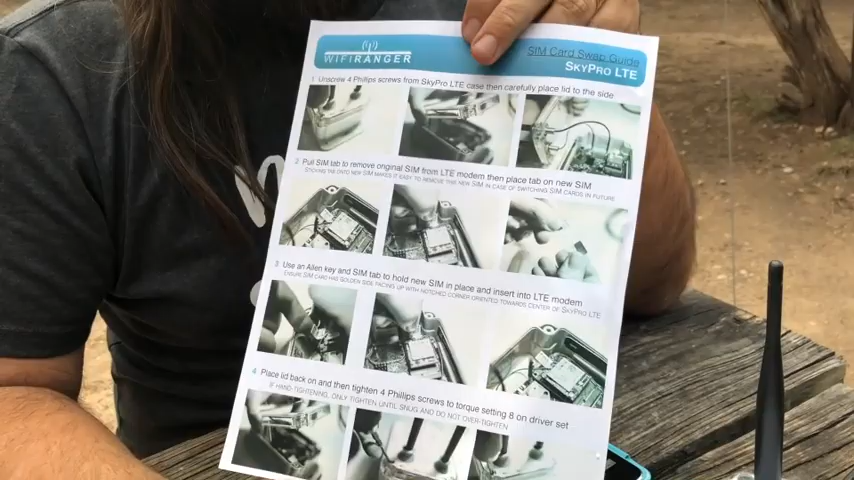 WIFIRANGER
SIM Card Swap Guide
SKYPRO LTE
1 Unscrew 4 Phillips screws from SkyPro LTE case then carefully place lid to the side
2 Pull SIM tab to remove original SIM from LTE modem then place tab on new SIM
STICKING TAB ONTO NEW SIM MAKES IT EASY TO REMOVE THE NEW SIM IN CASE OF SWITCHING SIM CARDS IN FUTURE
3 Use an Allen key and SIM tab to hold new SIM in place and insert into LTE modem
ENSURE SIM CARD HAS GOLDEN SIDE FACING UP WITH NOTCHED CORNER ORIENTED TOWARDS CENTER OF SKYPRO LTE
4 Place lid back on and then tighten 4 Phillips screws to torque setting 8 on driver set
IF HAND-TIGHTENING, ONLY TIGHTEN UNTIL SNUG AND DO NOT OVER-TIGHTEN